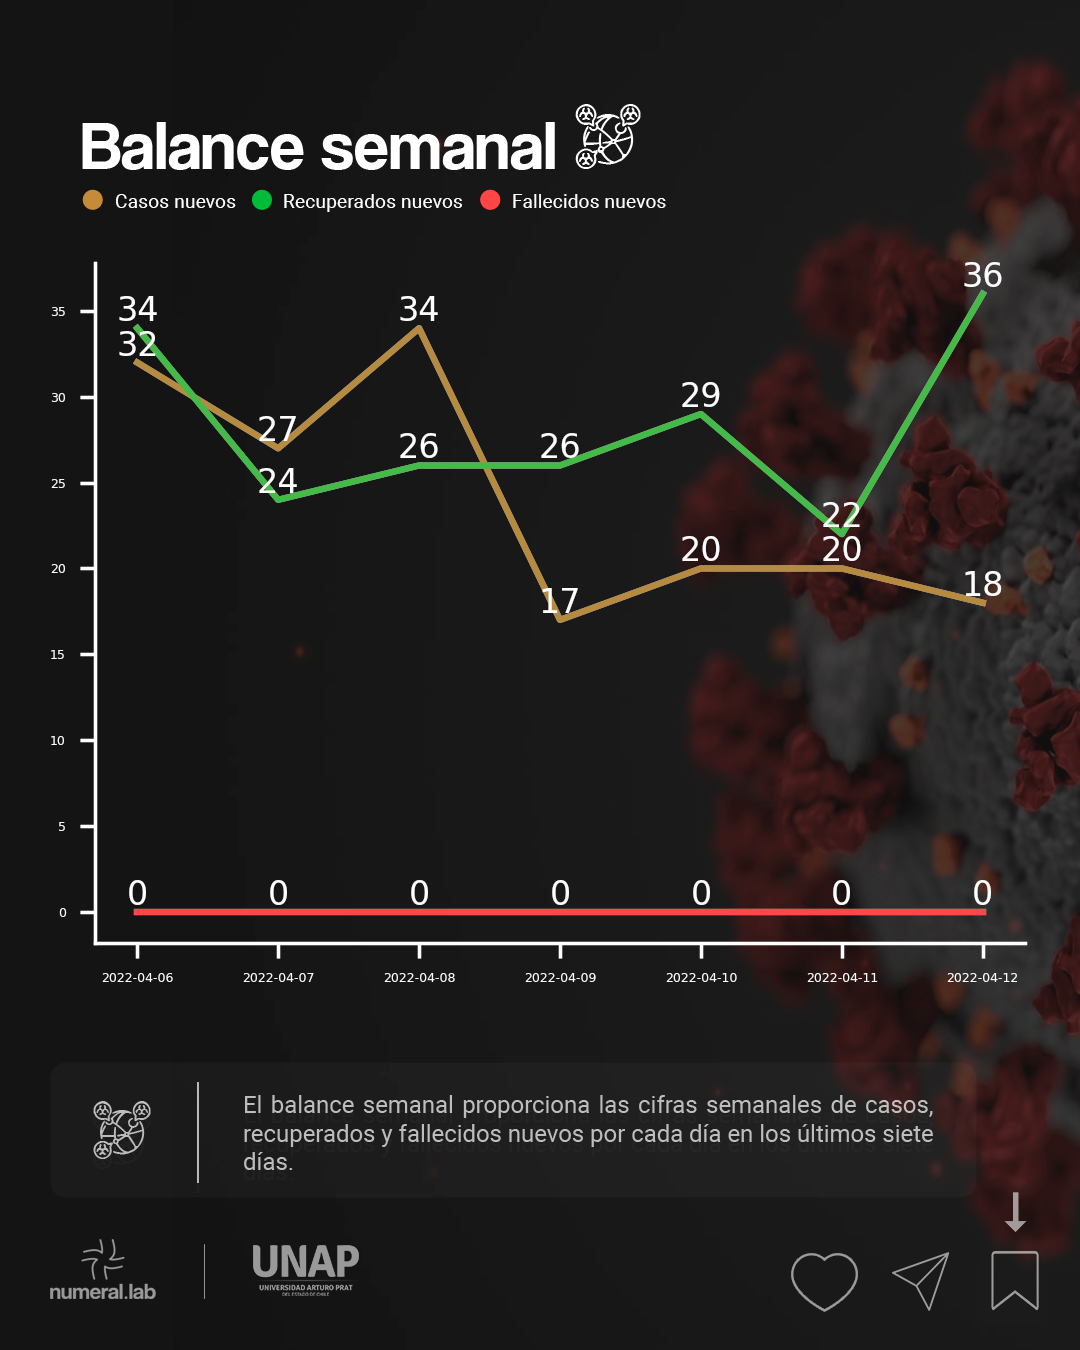 Balance semanal
Casos nuevos Recuperados nuevos Fallecidos nuevos
36
35
34
34
32
30
29
27
26
26
25
24
22
20
20
20
18
17
15
10
5
0
0
0
0
0
0
0
0
2022-04-06 2022-04-07 2022-04-08 2022-04-09 2022-04-10 2022-04-11 2022-04-12
El balance semanal proporciona las cifras semanales de casos,
recuperados y fallecidos nuevos por cada día en los últimos siete
días.
numeral.lab
UNAP
UNIVERSIDAD ARTURO PRAT
DEL ESTADO DE CHILE